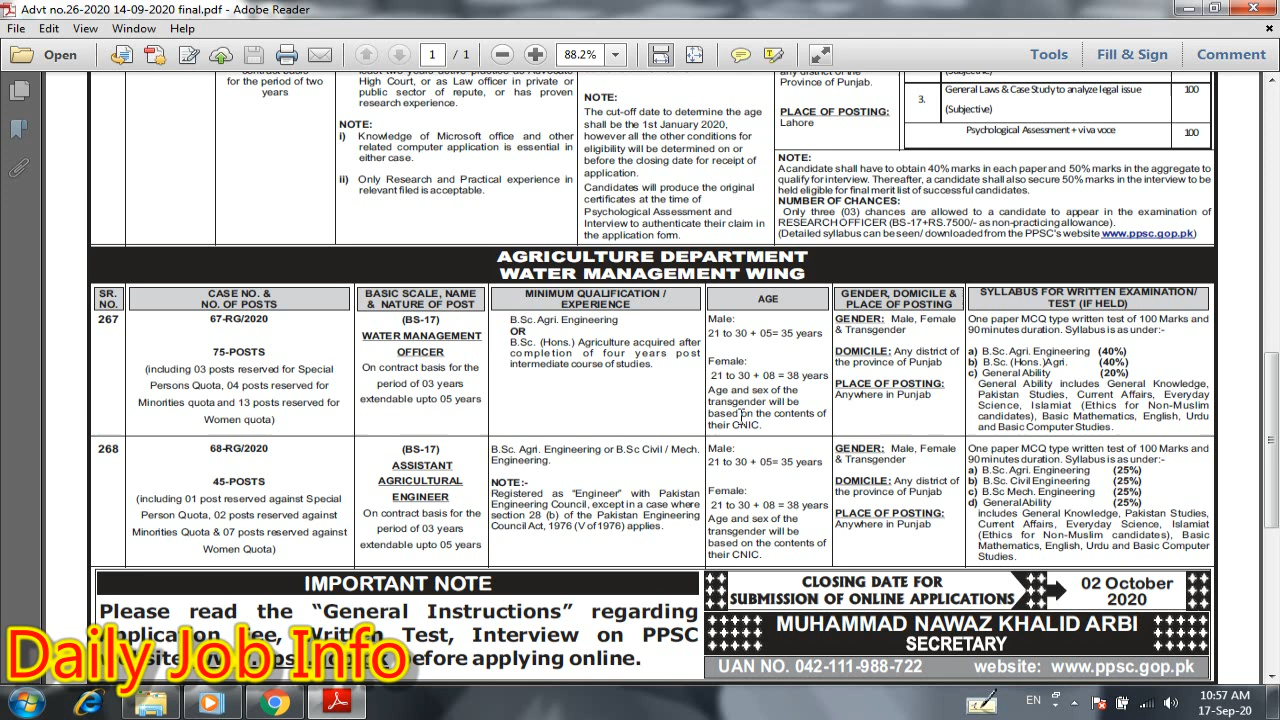 Advt no.26-2020 14-09-2020 final.pdf - Adobe Reader
File Edit View Window Help
Open 1 / 1 88.2% Tools Fill & Sign Comment
contract basis
for the period of two
years
least two years active practice as Advocate
High Court, or as Law officer in private or
public sector of repute, or has proven
research experience.
NOTE:
i) Knowledge of Microsoft office and other
related computer application is essential in
either case.
ii) Only Research and Practical experience in
relevant filed is acceptable.
NOTE:
The cut-off date to determine the age
shall be the 1st January 2020,
however all the other conditions for
eligibility will be determined on or
before the closing date for receipt of
application.
Candidates will produce the original
certificates at the time of
Psychological Assessment and
Interview to authenticate their claim in
the application form.
any district of the
Province of Punjab.
PLACE OF POSTING:
Lahore
(Subjective)
3. General Laws & Case Study to analyze legal issue 100
(Subjective)
Psychological Assessment + viva voce 100
NOTE:
A candidate shall have to obtain 40% marks in each paper and 50% marks in the aggregate to
qualify for interview. Thereafter, a candidate shall also secure 50% marks in the interview to be
held eligible for final merit list of successful candidates.
NUMBER OF CHANCES:
Only three (03) chances are allowed to a candidate to appear in the examination of
RESEARCH OFFICER (BS-17+RS.7500/- as non-practicing allowance).
(Detailed syllabus can be seen/ downloaded from the PPSC's website www.ppsc.gop.pk)
AGRICULTURE DEPARTMENT
WATER MANAGEMENT WING
SR. NO.
CASE NO. &
NO. OF POSTS
BASIC SCALE, NAME
& NATURE OF POST
MINIMUM QUALIFICATION /
EXPERIENCE
AGE
GENDER, DOMICILE &
PLACE OF POSTING
SYLLABUS FOR WRITTEN EXAMINATION/
TEST (IF HELD)
267
67-RG/2020
75-POSTS
(including 03 posts reserved for Special
Persons Quota, 04 posts reserved for
Minorities quota and 13 posts reserved for
Women quota)
(BS-17)
WATER MANAGEMENT
OFFICER
On contract basis for the
period of 03 years
extendable upto 05 years
B.Sc. Agri. Engineering
OR
B.Sc. (Hons.) Agriculture acquired after
completion of four years post
intermediate course of studies.
Male:
21 to 30 + 05= 35 years
Female:
21 to 30 + 08 = 38 years
Age and sex of the
transgender will be
based on the contents of
their CNIC.
GENDER: Male, Female
& Transgender
DOMICILE: Any district of
the province of Punjab
PLACE OF POSTING:
Anywhere in Punjab
One paper MCQ type written test of 100 Marks and
90 minutes duration. Syllabus is as under:-
a) B.Sc. Agri. Engineering (40%)
b) B.Sc. (Hons.)Agri. (40%)
c) General Ability (20%)
General Ability includes General Knowledge,
Pakistan Studies, Current Affairs, Everyday
Science, Islamiat (Ethics for Non-Muslim
candidates), Basic Mathematics, English, Urdu
and Basic Computer Studies.
268
68-RG/2020
45-POSTS
(including 01 post reserved against Special
Person Quota, 02 posts reserved against
Minorities Quota & 07 posts reserved against
Women Quota)
(BS-17)
ASSISTANT
AGRICULTURAL
ENGINEER
On contract basis for the
period of 03 years
extendable upto 05 years
B.Sc. Agri. Engineering or B.Sc Civil / Mech.
Engineering.
NOTE:-
Registered as "Engineer" with Pakistan
Engineering Council, except in a case where
section 28 (b) of the Pakistan Engineering
Council Act, 1976 (V of 1976) applies.
Male:
21 to 30 + 05= 35 years
Female:
21 to 30 + 08 = 38 years
Age and sex of the
transgender will be
based on the contents of
their CNIC.
GENDER: Male, Female
& Transgender
DOMICILE: Any district of
the province of Punjab
PLACE OF POSTING:
Anywhere in Punjab
One paper MCQ type written test of 100 Marks and
90 minutes duration. Syllabus is as under:-
a) B.Sc. Agri. Engineering (25%)
b) B.Sc. Civil Engineering (25%)
c) B.Sc Mech. Engineering (25%)
d) General Ability (25%)
includes General Knowledge, Pakistan Studies,
Current Affairs, Everyday Science, Islamiat
(Ethics for Non-Muslim candidates), Basic
Mathematics, English, Urdu and Basic Computer
Studies.
IMPORTANT NOTE
Please read the “General Instructions” regarding
Application Fee, Written Test, Interview on PPSC
before applying online.
CLOSING DATE FOR
SUBMISSION OF ONLINE APPLICATIONS
02 October
2020
MUHAMMAD NAWAZ KHALID ARBI
SECRETARY
UAN NO. 042-111-988-722 website: www.ppsc.gop.pk
Daily Job Info
EN 10:57 AM
17-Sep-20